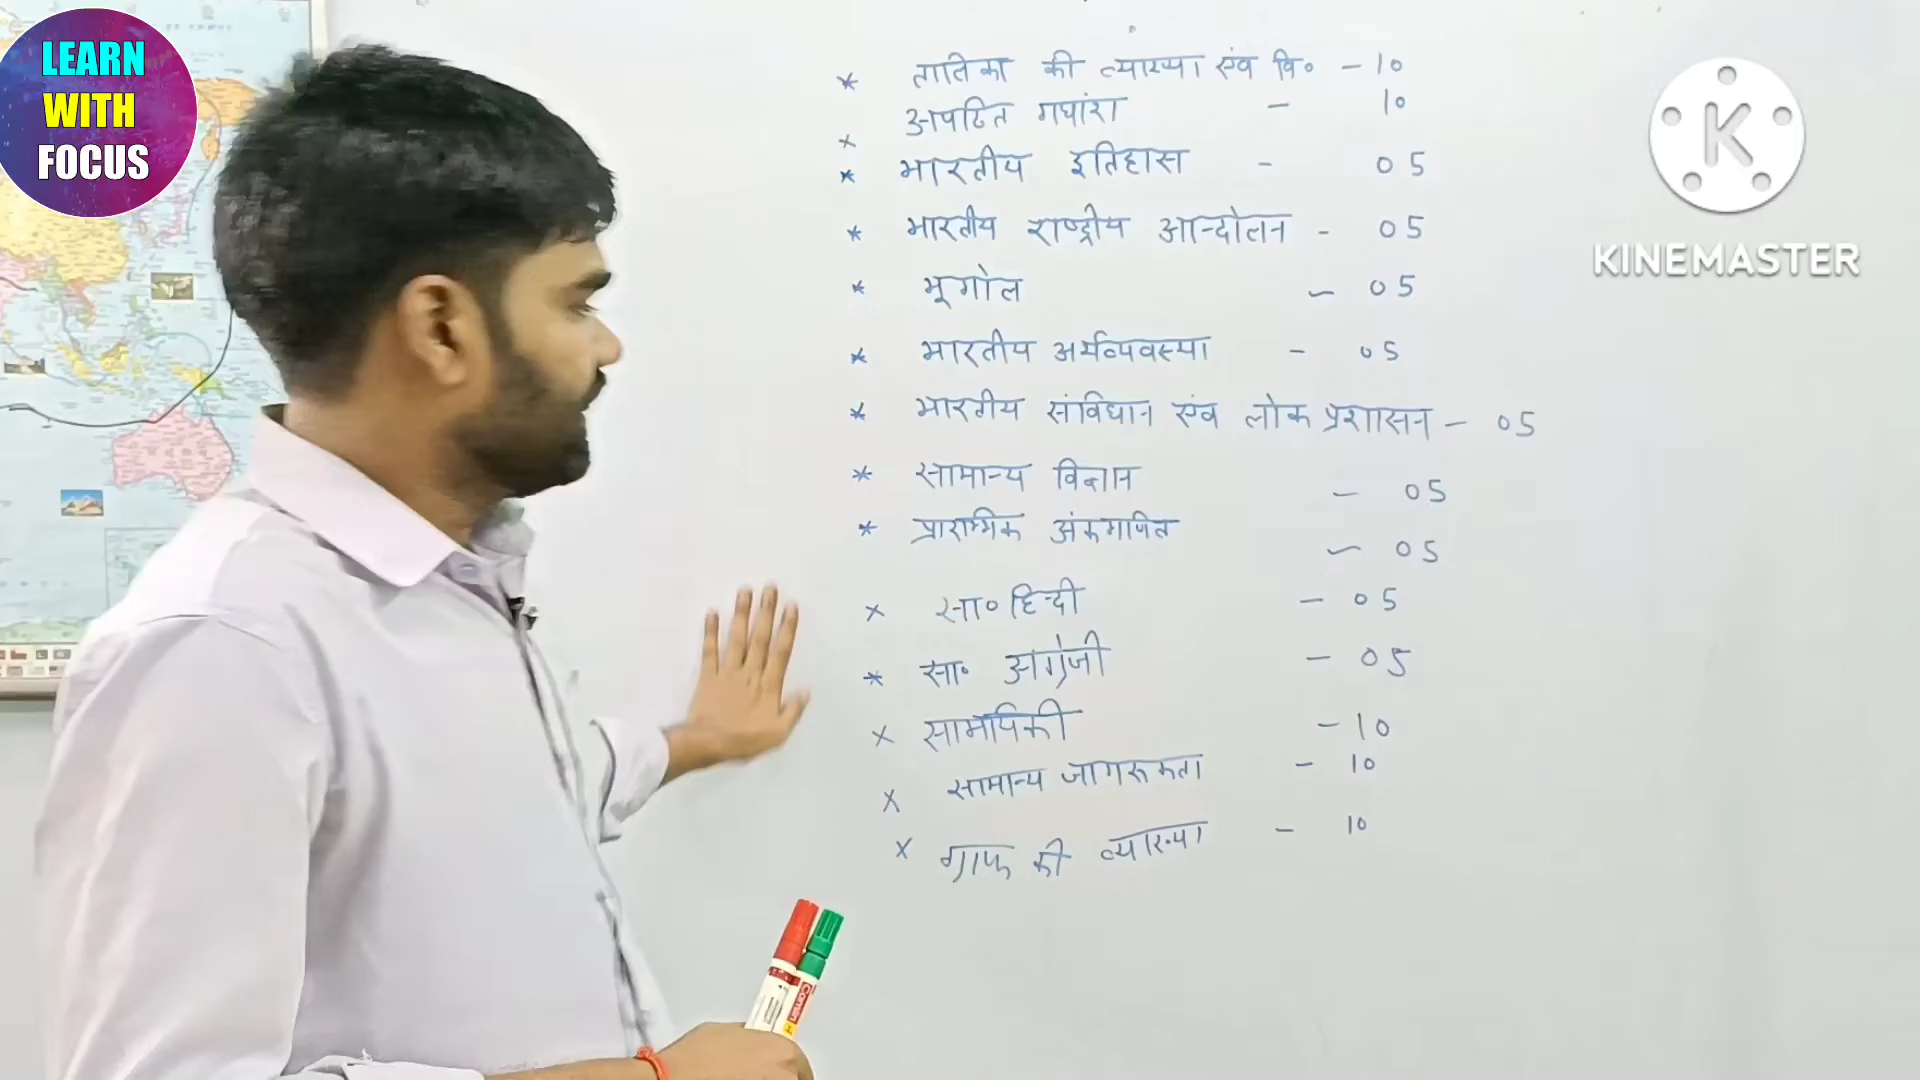 LEARN
WITH
FOCUS
* तालिका की व्याख्या एंव वि० - 10
x अपठित गद्यांश - 10
* भारतीय इतिहास - 05
* भारतीय राष्ट्रीय आन्दोलन - 05
* भूगोल - 05
* भारतीय अर्थव्यवस्था - 05
* भारतीय संविधान एंव लोक प्रशासन - 05
* सामान्य विज्ञान - 05
* प्रारम्भिक अंकगणित - 05
x सा० हिन्दी - 05
* सा० अग्रेंजी - 05
x सामयिकी - 10
x सामान्य जागरूकता - 10
x ग्राफ की व्याख्या - 10
K
KINEMASTER